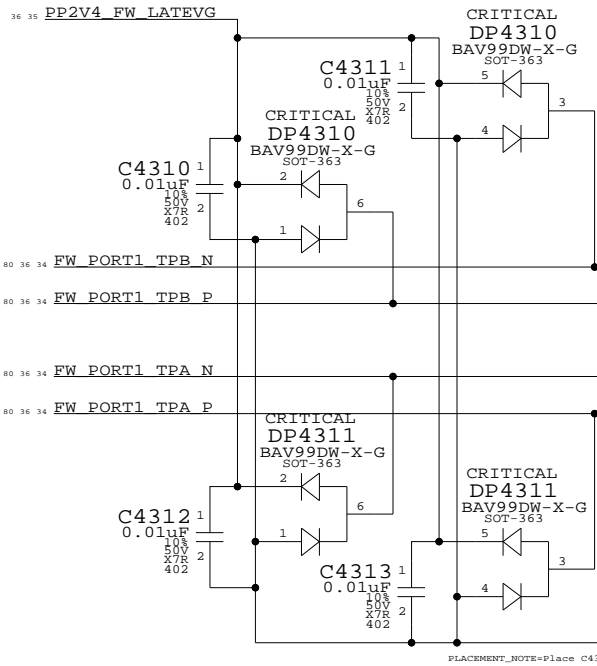 36 35 PP2V4_FW_LATEVG
CRITICAL
DP4310
BAV99DW-X-G
SOT-363
5
3
4
C4311 1
0.01uF
10%
50V
X7R 2
402
CRITICAL
DP4310
BAV99DW-X-G
SOT-363
2
6
1
C4310 1
0.01uF
10%
50V
X7R 2
402
80 36 34 FW_PORT1_TPB_N
80 36 34 FW_PORT1_TPB_P
80 36 34 FW_PORT1_TPA_N
80 36 34 FW_PORT1_TPA_P
CRITICAL
DP4311
BAV99DW-X-G
SOT-363
2
6
1
C4312 1
0.01uF
10%
50V
X7R 2
402
CRITICAL
DP4311
BAV99DW-X-G
SOT-363
5
3
4
C4313 1
0.01uF
10%
50V
X7R 2
402
PLACEMENT_NOTE=Place C43